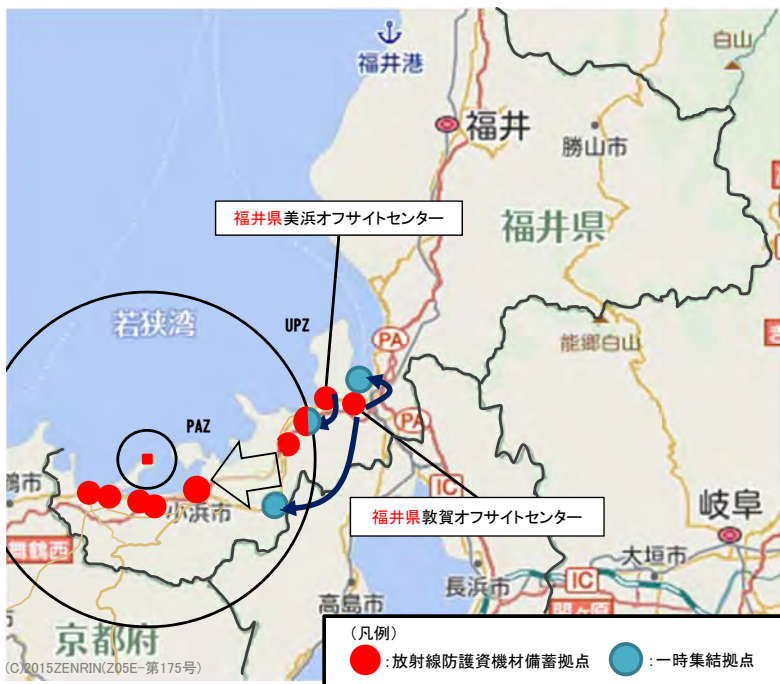 白山
福井港
福井
勝山市
福井県美浜オフサイトセンター
福井県
若狭湾
UPZ
PA
能郷白山
PAZ
PA
鶴市
小浜市
IC
福井県敦賀オフサイトセンター
岐阜
舞鶴西
大垣市
長浜市
IC
高島市
京都府
(C)2015ZENRIN(Z05E-第175号)
(凡例)
:放射線防護資機材備蓄拠点
:一時集結拠点